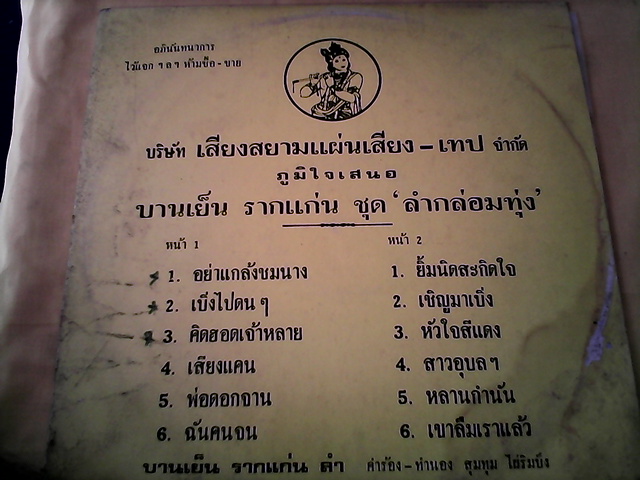 อภินันทนาการ
ไว้แจก ฯลฯ ห้ามซื้อ - ขาย
บริษัท เสียงสยามแผ่นเสียง – เทป จำกัด
ภูมิใจเสนอ
บานเย็น รากแก่น ชุด ‘ลำกล่อมทุ่ง’
หน้า 1
1. อย่าแกล้งชมนาง
2. เบิ่งไปดน ๆ
3. คิดฮอดเจ้าหลาย
4. เสียงแคน
5. พ่อดอกจาน
6. ฉันคนจน
หน้า 2
1. ยิ้มนิดสะกิดใจ
2. เชิญมาเบิ่ง
3. หัวใจสีแดง
4. สาวอุบลฯ
5. หลานกำนัน
6. เขาลืมเราแล้ว
บานเย็น รากแก่น ลำ คำร้อง - ทำนอง สุมทุม ไผ่ริมบึง